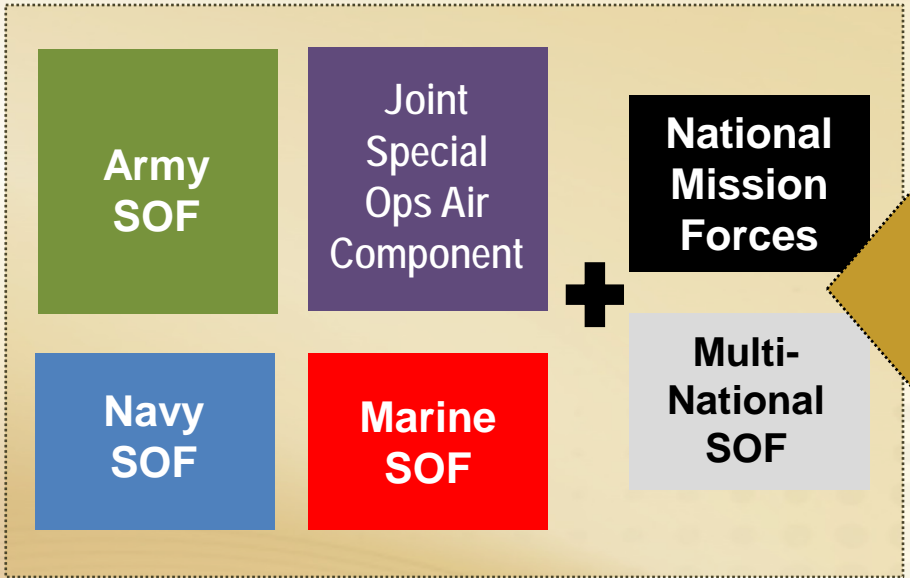 Army
SOF
Joint
Special
Ops Air
Component
National
Mission
Forces
Navy
SOF
Marine
SOF
Multi-
National
SOF